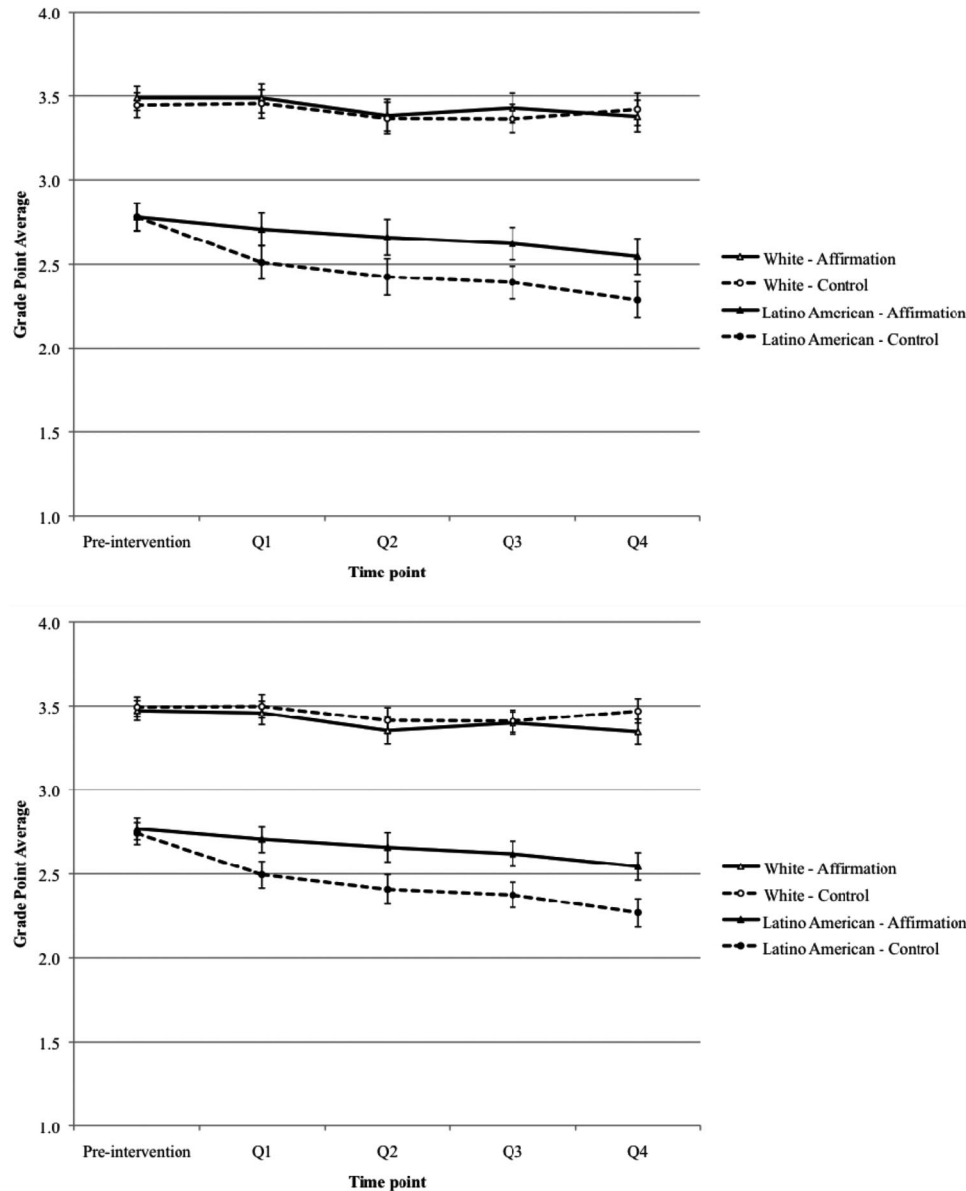 4.0
3.5
3.0
2.5
2.0
1.5
1.0
Grade Point Average
Pre-intervention Q1 Q2 Q3 Q4
Time point
White - Affirmation
White - Control
Latino American - Affirmation
Latino American - Control
4.0
3.5
3.0
2.5
2.0
1.5
1.0
Grade Point Average
Pre-intervention Q1 Q2 Q3 Q4
Time point
White - Affirmation
White - Control
Latino American - Affirmation
Latino American - Control